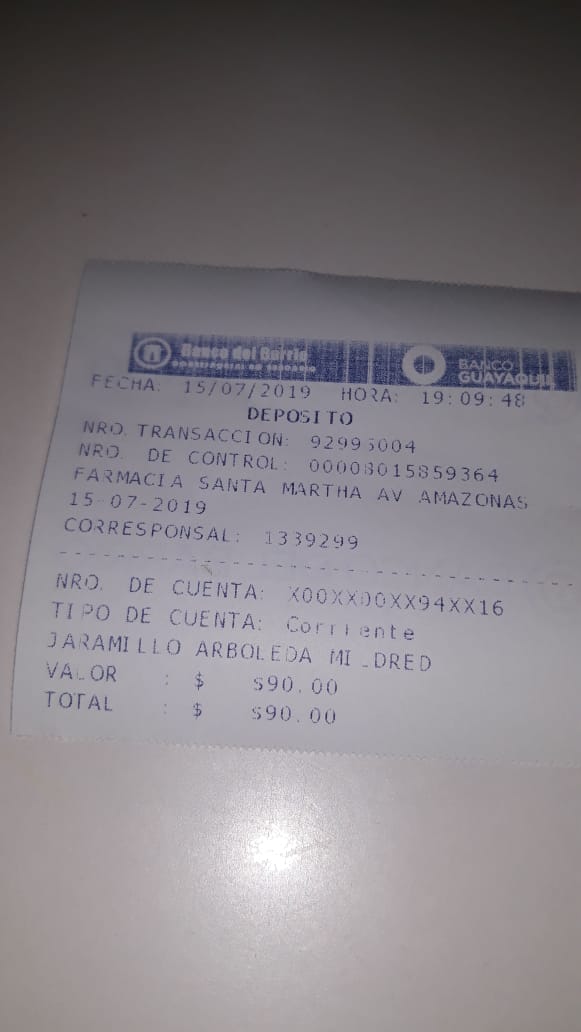 Banco del Barrio
BANCO
GUAYAQUIL
FECHA: 15/07/2019 HORA: 19:09:48
DEPOSITO
NRO. TRANSACCION: 92995004
NRO. DE CONTROL: 00008015859364
FARMACIA SANTA MARTHA AV AMAZONAS
15-07-2019
CORRESPONSAL: 1339299
NRO. DE CUENTA: X00XX00XX94XX16
TIPO DE CUENTA: Corriente
JARAMILLO ARBOLEDA MILDRED
VALOR : $ $90.00
TOTAL : $ $90.00